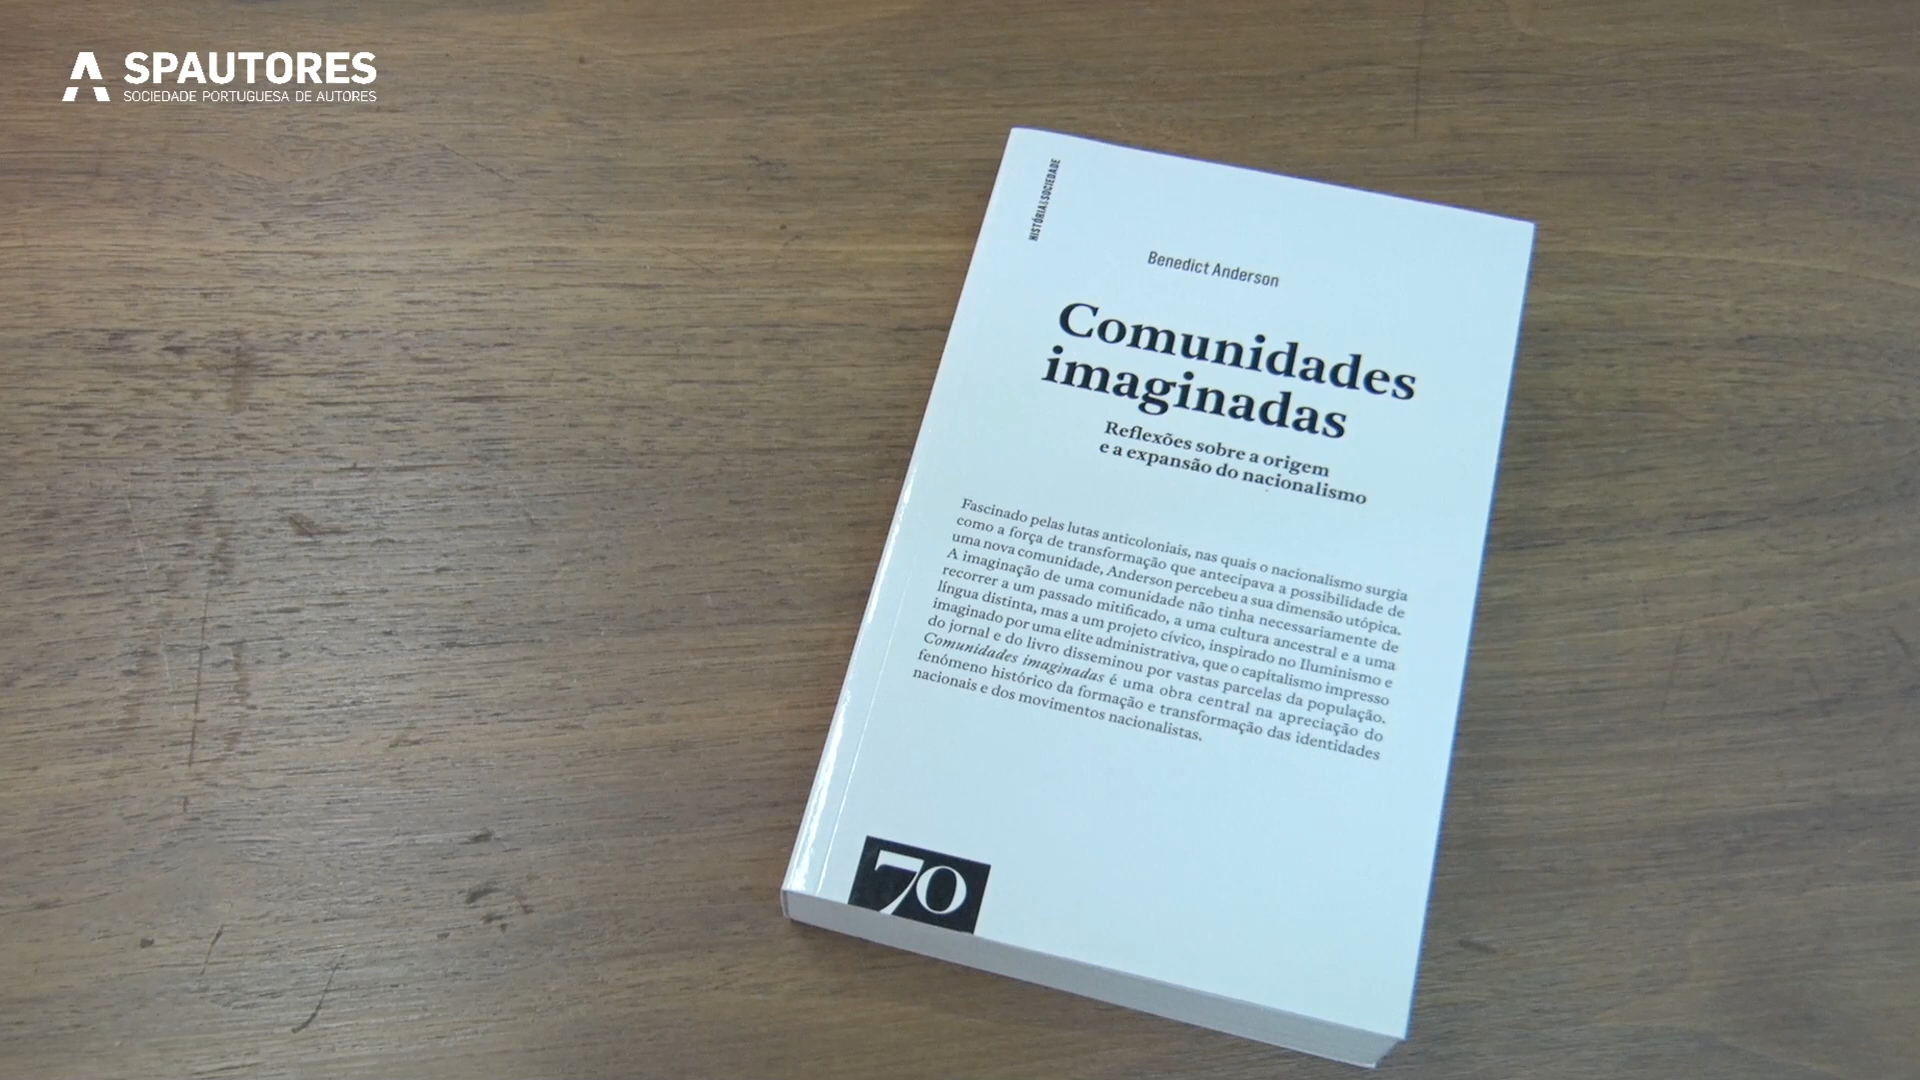 SPAUTORES
SOCIEDADE PORTUGUESA DE AUTORES
HISTÓRIA&SOCIEDADE
Benedict Anderson
Comunidades
imaginadas
Reflexões sobre a origem
e a expansão do nacionalismo
Fascinado pelas lutas anticoloniais, nas quais o nacionalismo surgia
como a força de transformação que antecipava a possibilidade de
uma nova comunidade, Anderson percebeu a sua dimensão utópica.
A imaginação de uma comunidade não tinha necessariamente de
recorrer a um passado mitificado, a uma cultura ancestral e a uma
língua distinta, mas a um projeto cívico, inspirado no Iluminismo e
imaginado por uma elite administrativa, que o capitalismo impresso
do jornal e do livro disseminou por vastas parcelas da população.
Comunidades imaginadas é uma obra central na apreciação do
fenómeno histórico da formação e transformação das identidades
nacionais e dos movimentos nacionalistas.
70